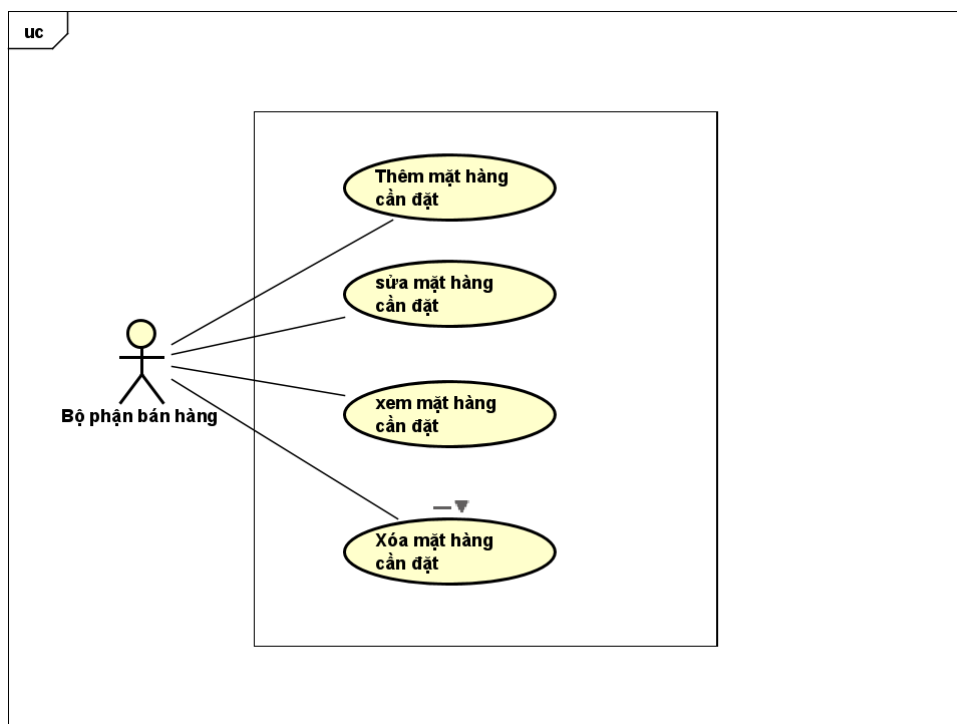 uc
Thêm mặt hàng
cần đặt
sửa mặt hàng
cần đặt
Bộ phận bán hàng
xem mặt hàng
cần đặt
Xóa mặt hàng
cần đặt